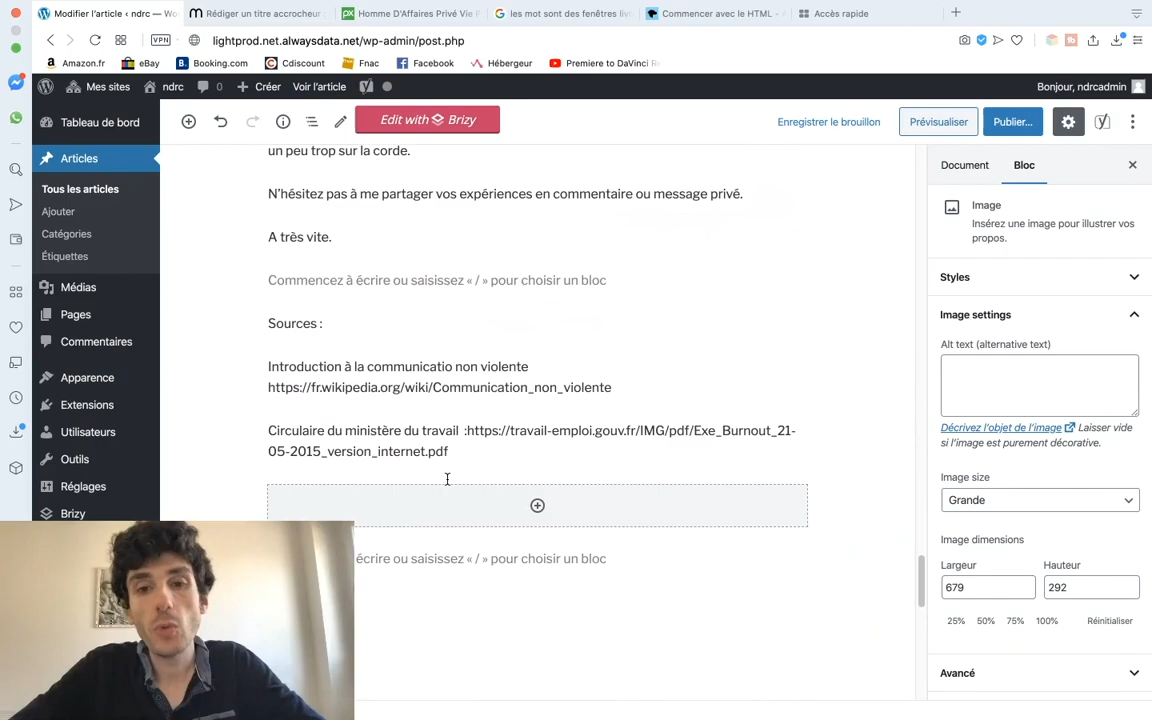 Modifier l'article ‹ ndrc — Wo
Rédiger un titre accrocheur :
Homme D'Affaires Privé Vie P
les mot sont des fenêtres livr
Commencer avec le HTML - A
Accès rapide
VPN
lightprod.net.alwaysdata.net/wp-admin/post.php
Amazon.fr
eBay
Booking.com
Cdiscount
Fnac
Facebook
Hébergeur
Premiere to DaVinci Re
Mes sites
ndrc
0
Créer
Voir l'article
Bonjour, ndrcadmin
Tableau de bord
Articles
Tous les articles
Ajouter
Catégories
Étiquettes
Médias
Pages
Commentaires
Apparence
Extensions
Utilisateurs
Outils
Réglages
Brizy
Edit with Brizy
Enregistrer le brouillon
Prévisualiser
Publier...
un peu trop sur la corde.
N'hésitez pas à me partager vos expériences en commentaire ou message privé.
A très vite.
Commencez à écrire ou saisissez « / » pour choisir un bloc
Sources :
Introduction à la communicatio non violente
https://fr.wikipedia.org/wiki/Communication_non_violente
Circulaire du ministère du travail :https://travail-emploi.gouv.fr/IMG/pdf/Exe_Burnout_21-
05-2015_version_internet.pdf
écrire ou saisissez « / » pour choisir un bloc
Document
Bloc
Image
Insérez une image pour illustrer vos
propos.
Styles
Image settings
Alt text (alternative text)
Décrivez l'objet de l'image Laisser vide
si l'image est purement décorative.
Image size
Grande
Image dimensions
Largeur
Hauteur
679
292
25%
50%
75%
100%
Réinitialiser
Avancé